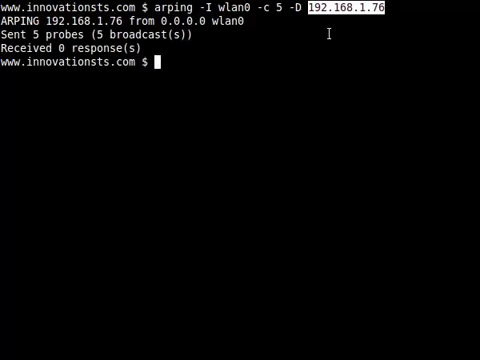 www.innovationsts.com $ arping -I wlan0 -c 5 -D 192.168.1.76
ARPING 192.168.1.76 from 0.0.0.0 wlan0
Sent 5 probes (5 broadcast(s))
Received 0 response(s)
www.innovationsts.com $